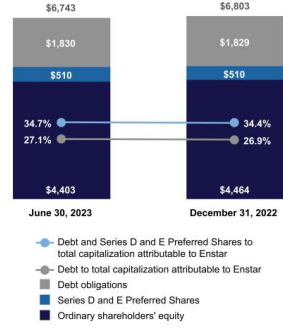 $6,743 $6,803
$1,830 $1,829
$510 $510
34.7% 34.4%
27.1% 26.9%
$4,403 $4,464
June 30, 2023 December 31, 2022
Debt and Series D and E Preferred Shares to
total capitalization attributable to Enstar
Debt to total capitalization attributable to Enstar
Debt obligations
Series D and E Preferred Shares
Ordinary shareholders' equity